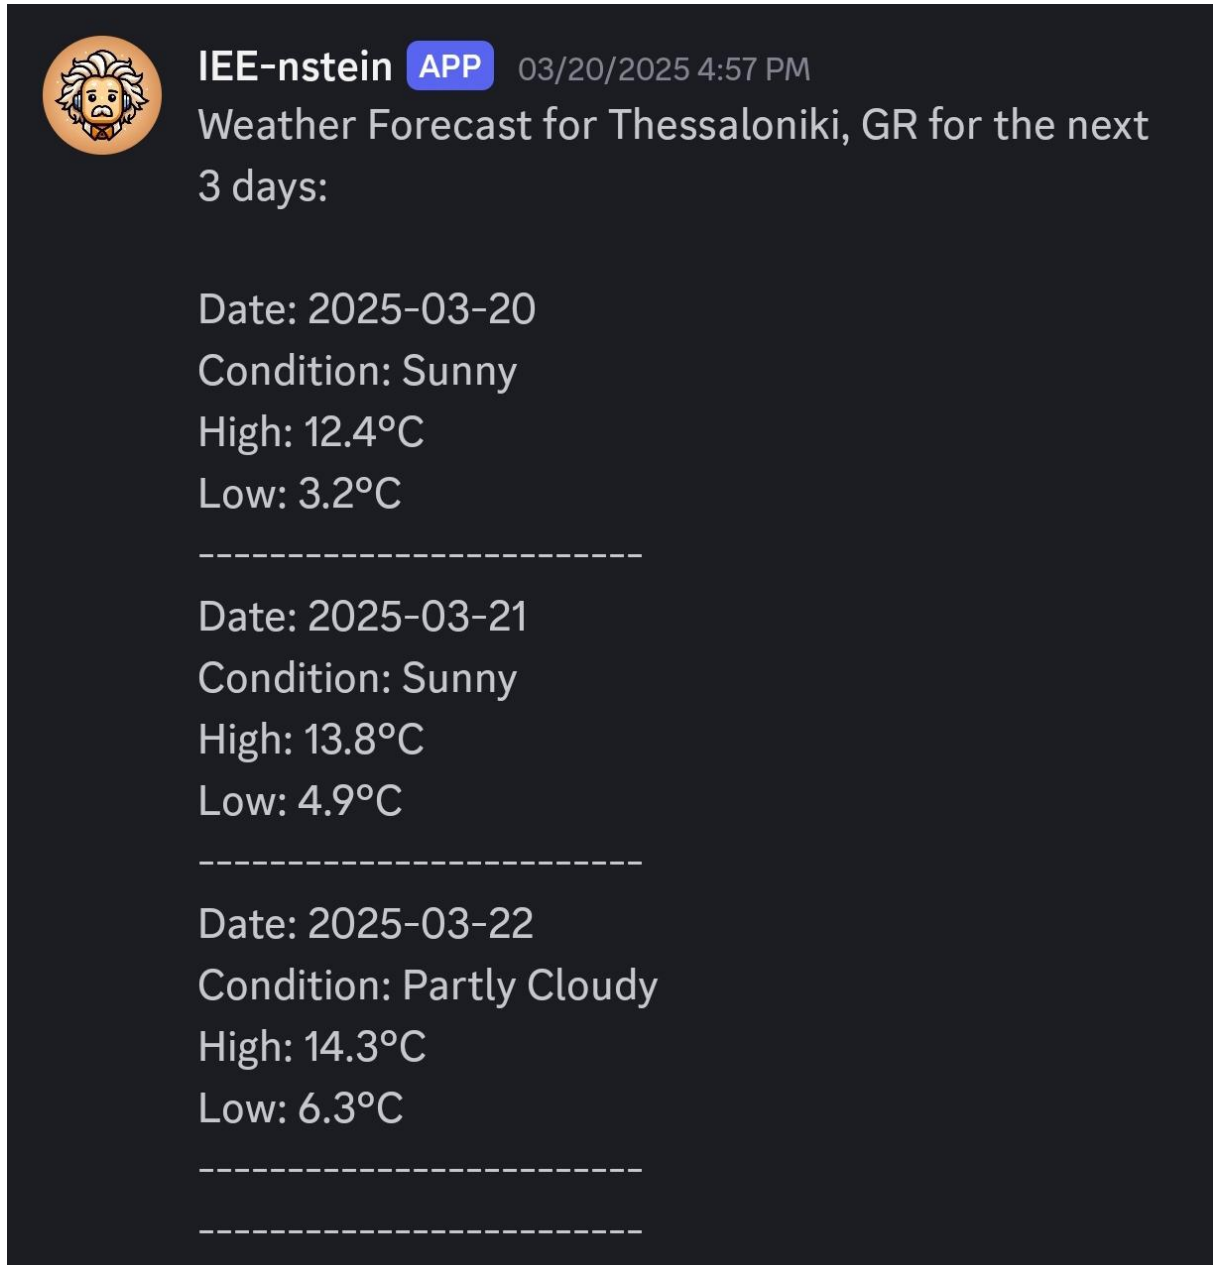 IEE-nstein APP 03/20/2025 4:57 PM
Weather Forecast for Thessaloniki, GR for the next
3 days:
Date: 2025-03-20
Condition: Sunny
High: 12.4°C
Low: 3.2°C
-------------------------
Date: 2025-03-21
Condition: Sunny
High: 13.8°C
Low: 4.9°C
-------------------------
Date: 2025-03-22
Condition: Partly Cloudy
High: 14.3°C
Low: 6.3°C
-------------------------
-------------------------